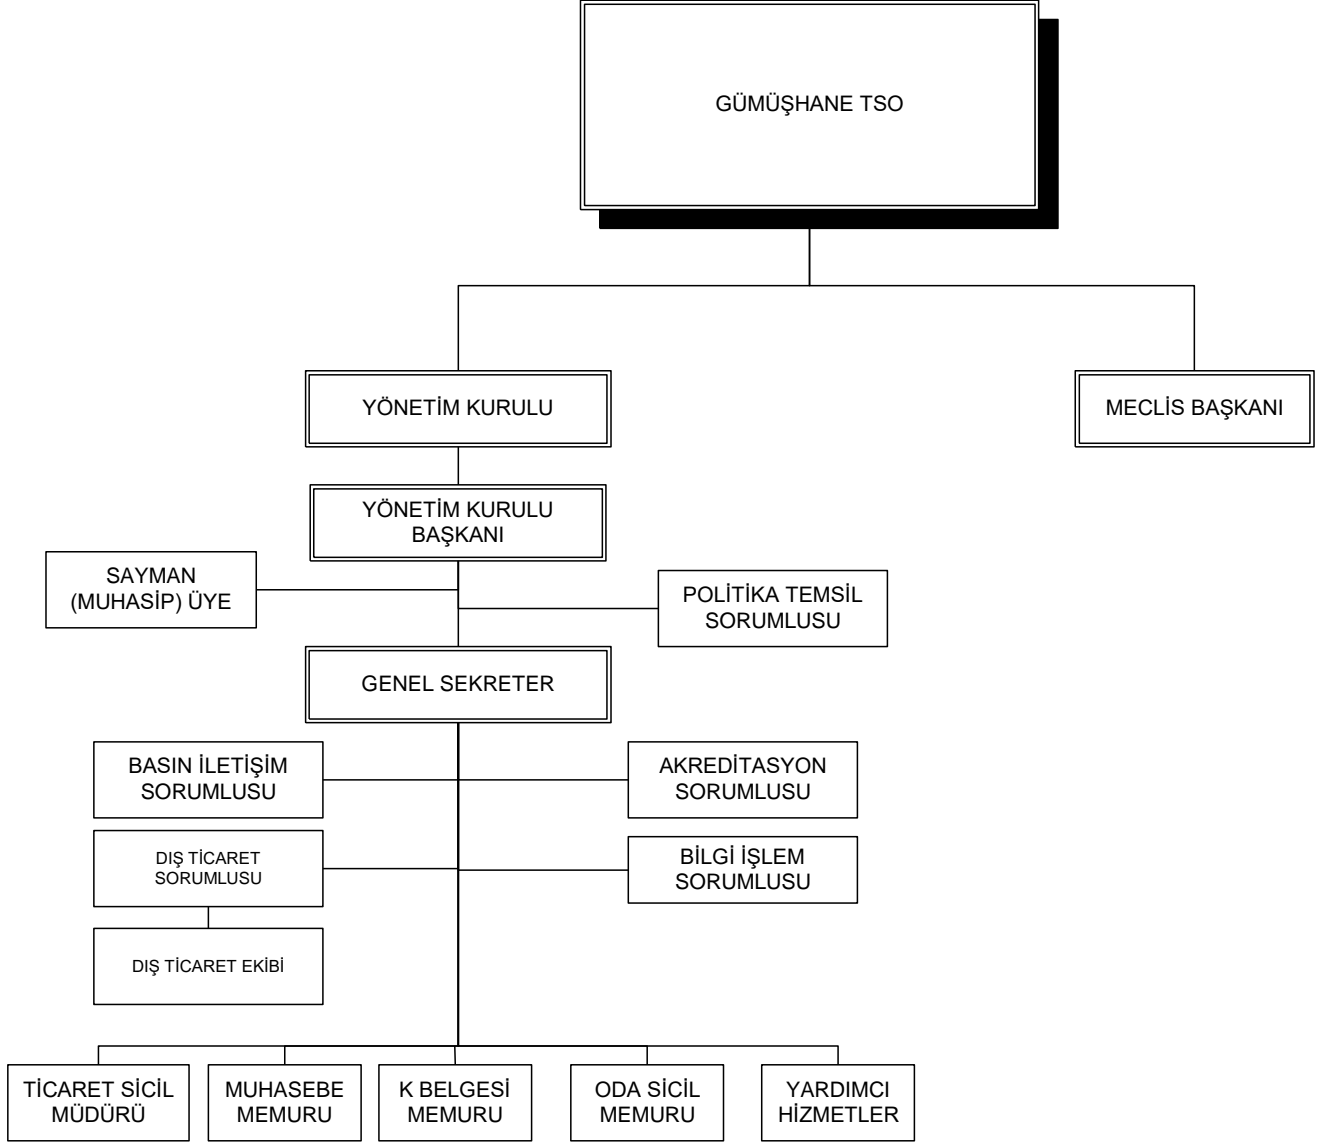 GÜMÜŞHANE TSO
YÖNETİM KURULU
MECLİS BAŞKANI
YÖNETİM KURULU
BAŞKANI
SAYMAN
(MUHASİP) ÜYE
POLİTİKA TEMSİL
SORUMLUSU
GENEL SEKRETER
BASIN İLETİŞİM
SORUMLUSU
AKREDİTASYON
SORUMLUSU
DIŞ TİCARET
SORUMLUSU
BİLGİ İŞLEM
SORUMLUSU
DIŞ TİCARET EKİBİ
TİCARET SİCİL
MÜDÜRÜ
MUHASEBE
MEMURU
K BELGESİ
MEMURU
ODA SİCİL
MEMURU
YARDIMCI
HİZMETLER